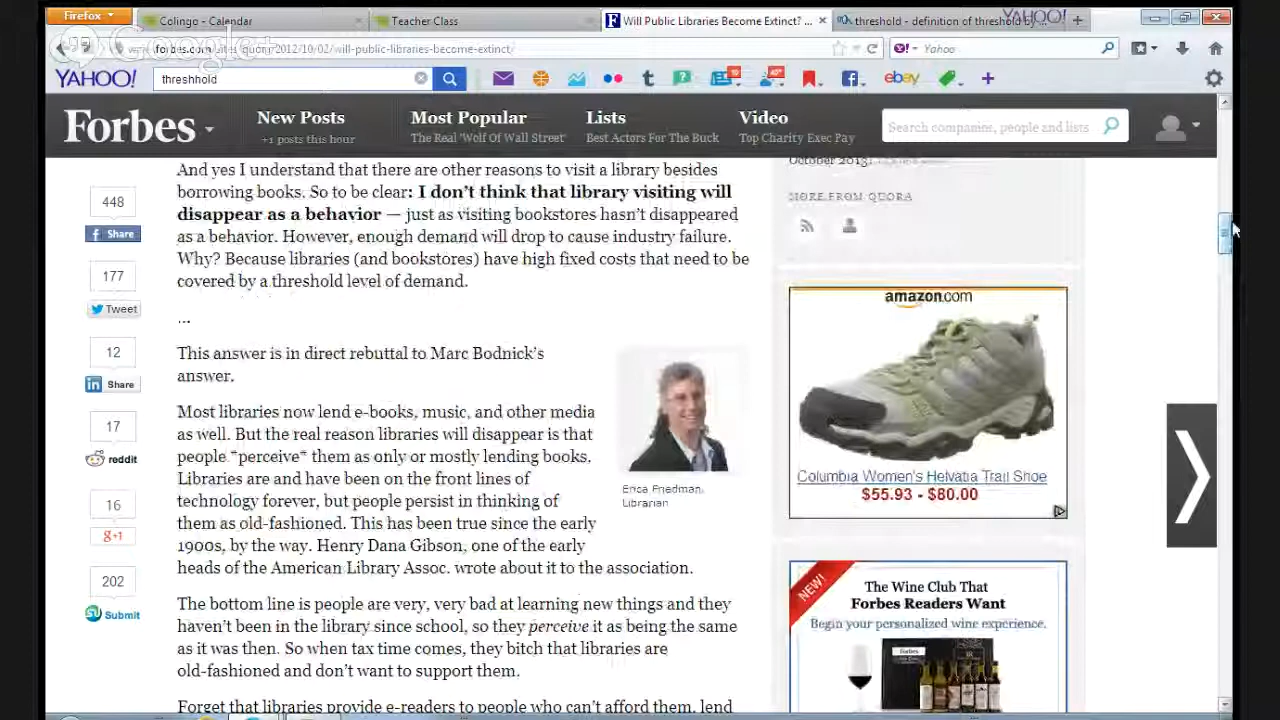 Firefox
Colingo - Calendar
Teacher Class
Will Public Libraries Become Extinct? ...
threshold - definition of threshold by
YAHOO!
Google+
www.forbes.com/sites/quora/2012/10/02/will-public-libraries-become-extinct/
Yahoo
YAHOO!
threshhold
ebay
Forbes
New Posts
+1 posts this hour
Most Popular
The Real 'Wolf Of Wall Street'
Lists
Best Actors For The Buck
Video
Top Charity Exec Pay
Search companies, people and lists
And yes I understand that there are other reasons to visit a library besides
borrowing books. So to be clear: I don't think that library visiting will
disappear as a behavior — just as visiting bookstores hasn't disappeared
as a behavior. However, enough demand will drop to cause industry failure.
Why? Because libraries (and bookstores) have high fixed costs that need to be
covered by a threshold level of demand.
...
This answer is in direct rebuttal to Marc Bodnick's
answer.
Most libraries now lend e-books, music, and other media
as well. But the real reason libraries will disappear is that
people *perceive* them as only or mostly lending books.
Libraries are and have been on the front lines of
technology forever, but people persist in thinking of
them as old-fashioned. This has been true since the early
1900s, by the way. Henry Dana Gibson, one of the early
heads of the American Library Assoc. wrote about it to the association.
The bottom line is people are very, very bad at learning new things and they
haven't been in the library since school, so they perceive it as being the same
as it was then. So when tax time comes, they bitch that libraries are
old-fashioned and don't want to support them.
Forget that libraries provide e-readers to people who can't afford them, lend
Erica Friedman,
Librarian
448
Share
177
Tweet
12
Share
17
reddit
16
g+1
202
Submit
October 2013:
MORE FROM QUORA
amazon.com
Columbia Women's Helvatia Trail Shoe
$55.93 - $80.00
NEW!
The Wine Club That
Forbes Readers Want
Begin your personalized wine experience.
Forbes